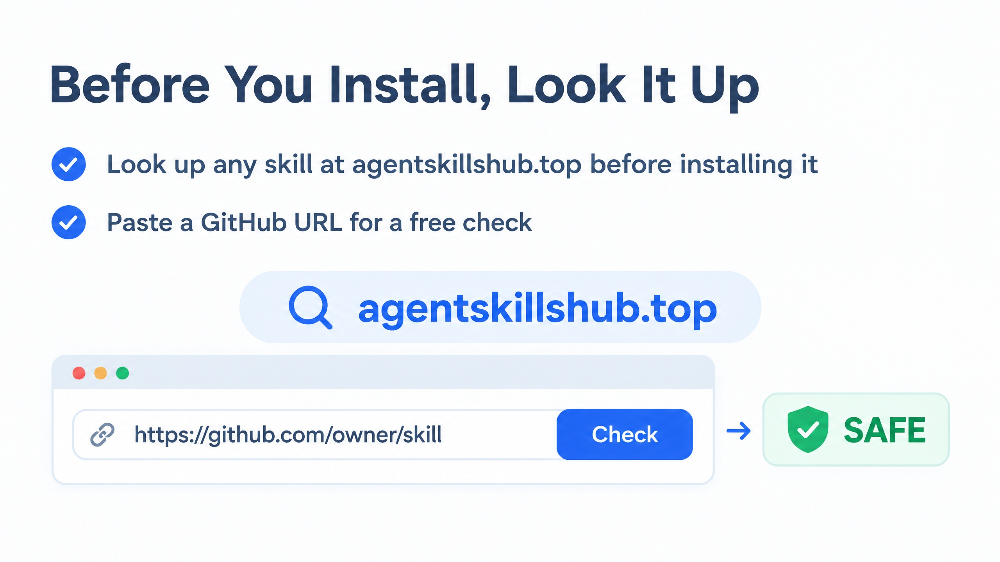 Before You Install, Look It Up
Look up any skill at agentskillshub.top before installing it
Paste a GitHub URL for a free check
agentskillshub.top
https://github.com/owner/skill
Check
SAFE